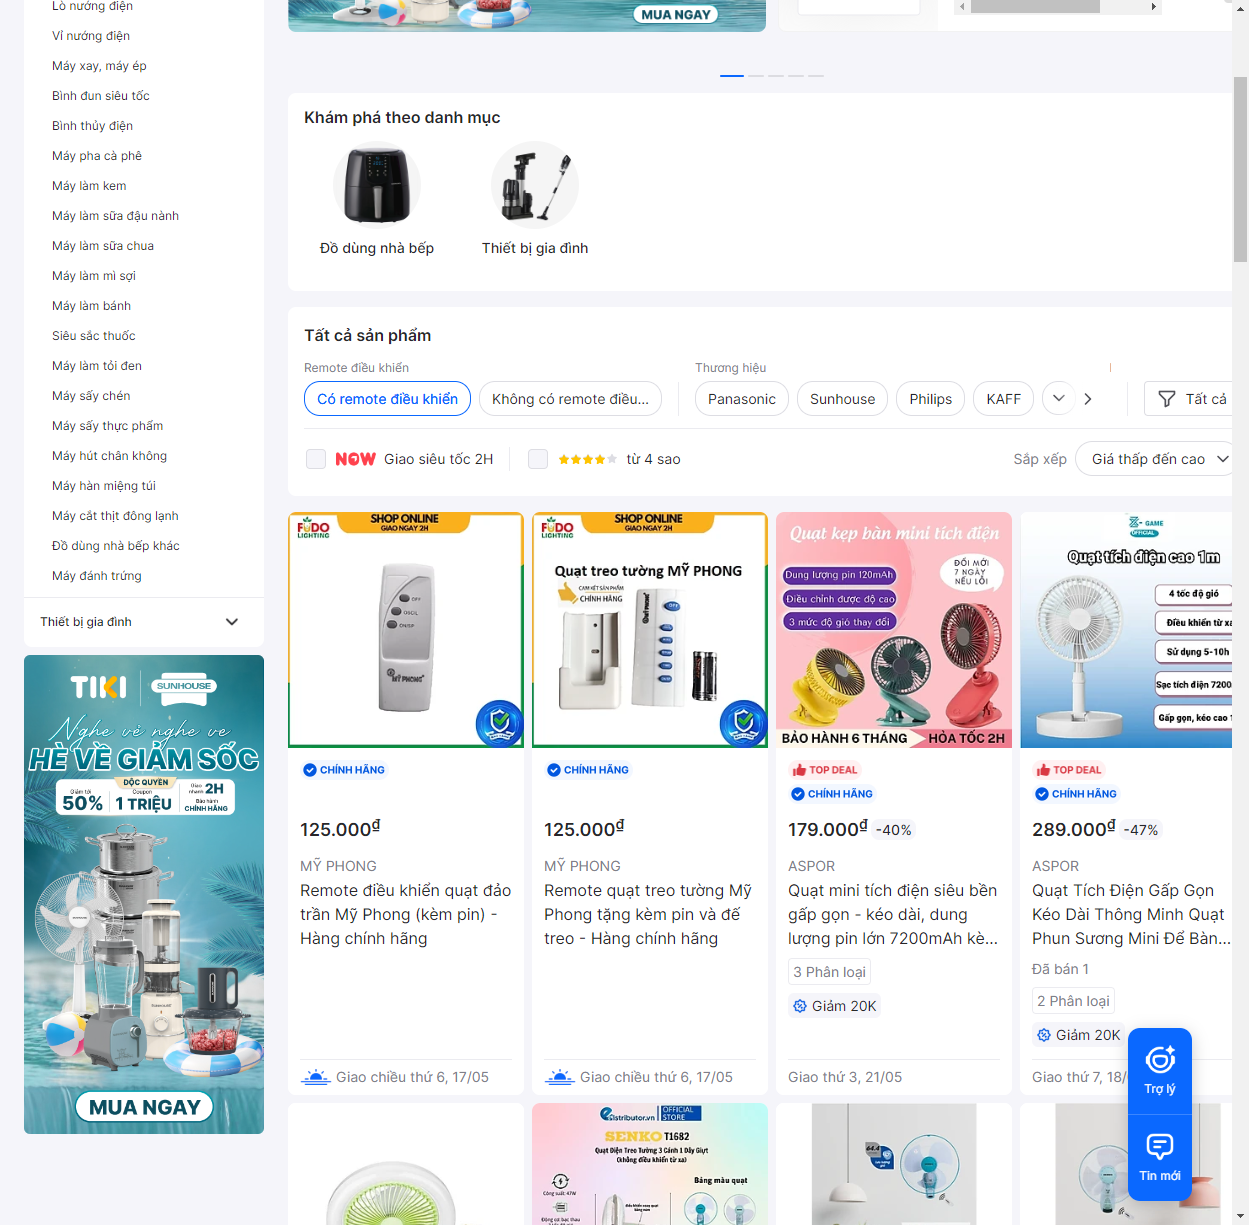 Lò nướng điện
Vỉ nướng điện
Máy xay, máy ép
Bình đun siêu tốc
Bình thủy điện
Máy pha cà phê
Máy làm kem
Máy làm sữa đậu nành
Máy làm sữa chua
Máy làm mì sợi
Máy làm bánh
Siêu sắc thuốc
Máy làm tỏi đen
Máy sấy chén
Máy sấy thực phẩm
Máy hút chân không
Máy hàn miệng túi
Máy cắt thịt đông lạnh
Đồ dùng nhà bếp khác
Máy đánh trứng
Thiết bị gia đình
TIKI
SUNHOUSE
Nghe vẻ nghe ve
HÈ VỀ GIẢM SỐC
Giảm tới
50%
ĐỘC QUYỀN
Coupon
1 TRIỆU
Giao nhanh 2H
Bảo hành
CHÍNH HÃNG
MUA NGAY
MUA NGAY
Khám phá theo danh mục
Đồ dùng nhà bếp
Thiết bị gia đình
Tất cả sản phẩm
Remote điều khiển
Có remote điều khiển
Không có remote điều...
Thương hiệu
Panasonic
Sunhouse
Philips
KAFF
Tất cả
NOW Giao siêu tốc 2H
từ 4 sao
Sắp xếp
Giá thấp đến cao
FUDO
LIGHTING
SHOP ONLINE
GIAO NGAY 2H
OFF
OSCIL
ON/SP
MỸ PHONG
CHÍNH HÃNG
125.000₫
MỸ PHONG
Remote điều khiển quạt đảo
trần Mỹ Phong (kèm pin) -
Hàng chính hãng
Giao chiều thứ 6, 17/05
FUDO
LIGHTING
SHOP ONLINE
GIAO NGAY 2H
Quạt treo tường MỸ PHONG
CAM KẾT SẢN PHẨM
CHÍNH HÃNG
CHÍNH HÃNG
125.000₫
MỸ PHONG
Remote quạt treo tường Mỹ
Phong tặng kèm pin và đế
treo - Hàng chính hãng
Giao chiều thứ 6, 17/05
Quạt kẹp bàn mini tích điện
Dung lượng pin 120mAh
Điều chỉnh được độ cao
3 mức độ gió thay đổi
ĐỔI MỚI
7 NGÀY
NẾU LỖI
BẢO HÀNH 6 THÁNG
HỎA TỐC 2H
TOP DEAL
CHÍNH HÃNG
179.000₫ -40%
ASPOR
Quạt mini tích điện siêu bền
gấp gọn - kéo dài, dung
lượng pin lớn 7200mAh kè...
3 Phân loại
Giảm 20K
Giao thứ 3, 21/05
Z- GAME
OFFICIAL
Quạt tích điện cao 1m
4 tốc độ gió
Điều khiển từ xa
Sử dụng 5-10h
Sạc tích điện 7200
Gấp gọn, kéo cao 1
TOP DEAL
CHÍNH HÃNG
289.000₫ -47%
ASPOR
Quạt Tích Điện Gấp Gọn
Kéo Dài Thông Minh Quạt
Phun Sương Mini Để Bàn...
Đã bán 1
2 Phân loại
Giảm 20K
Giao thứ 7, 18/
Trợ lý
Tin mới
eDistributor.vn
OFFICIAL
STORE
SENKO T1682
Quạt Điện Treo Tường 3 Cánh 1 Dây Giựt
(không điều khiển từ xa)
Bảng màu quạt
Công suất: 47W
64.4